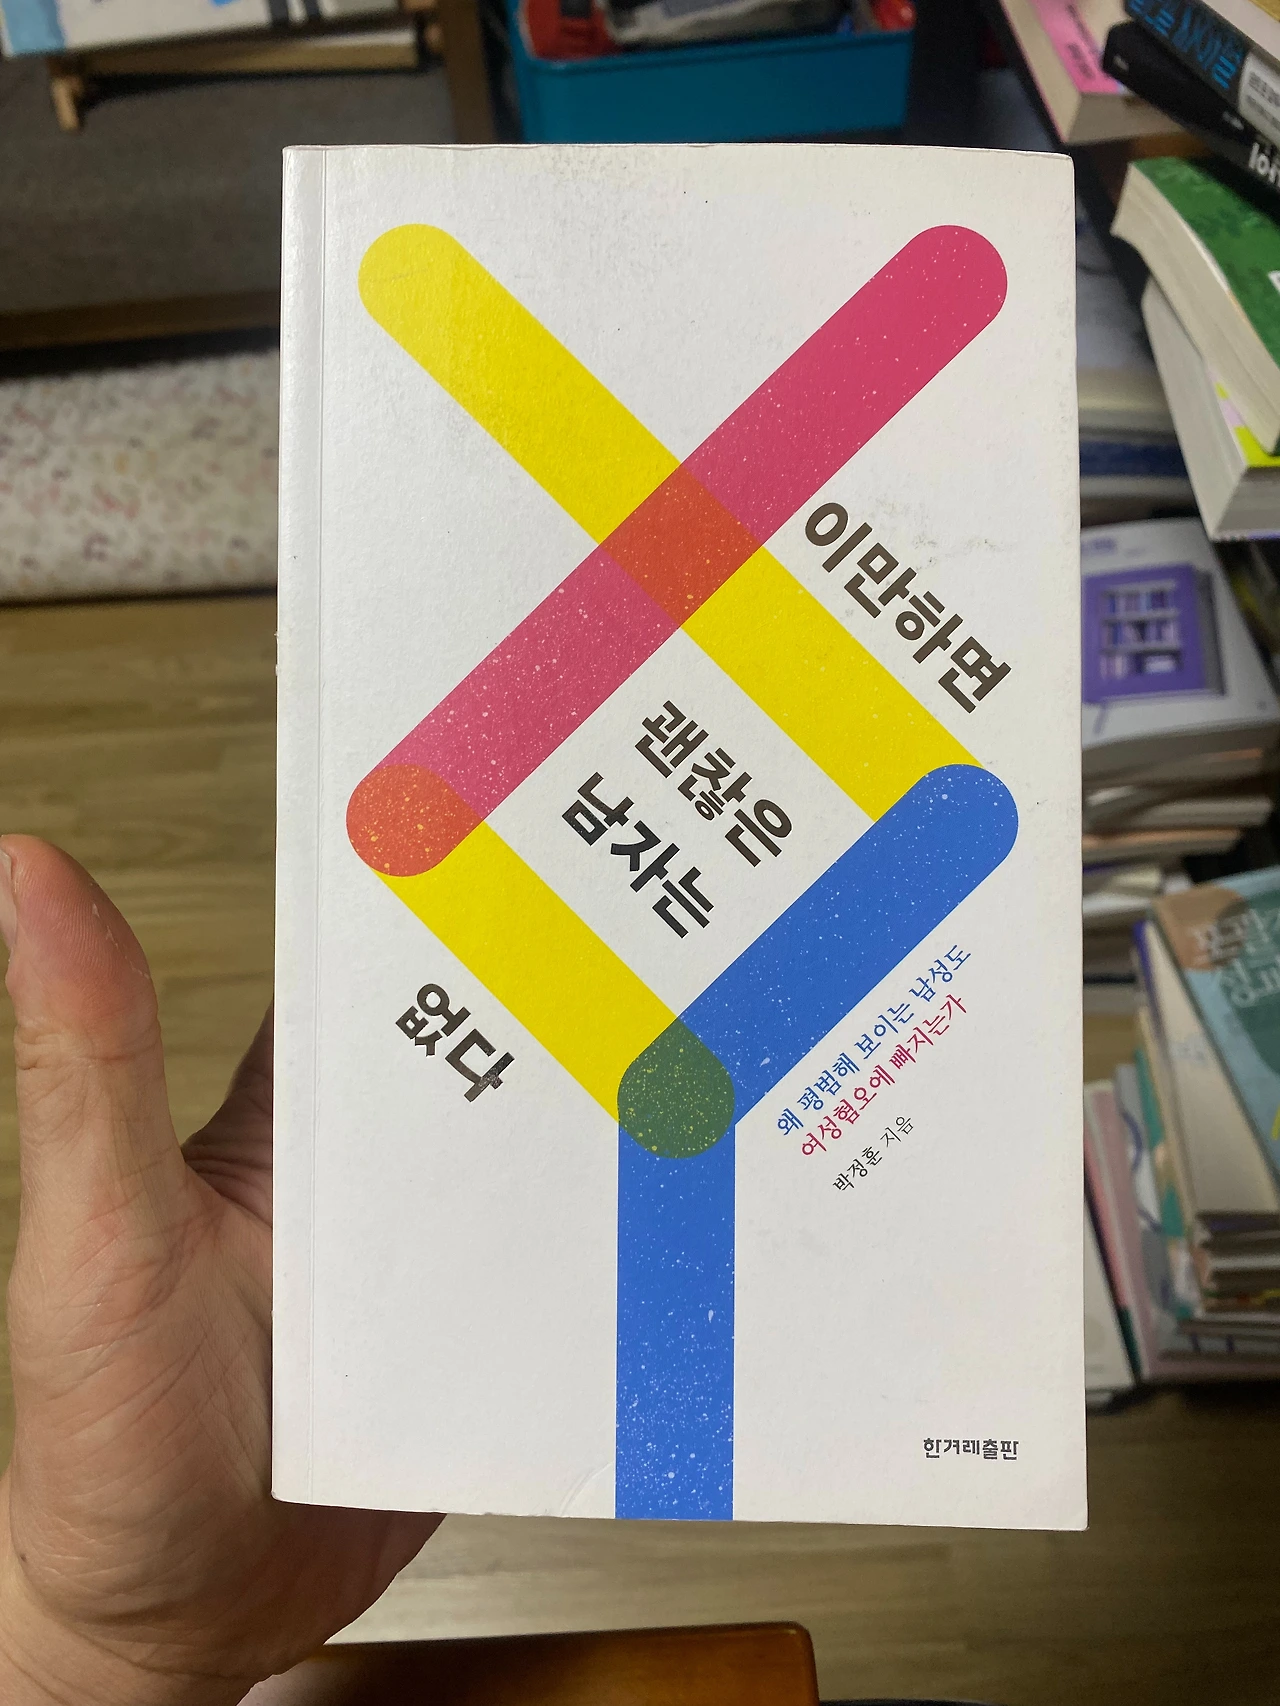 이만하면
괜찮은
남자는
없다
왜 평범해 보이는 남성도
여성혐오에 빠지는가
박정훈 지음
한겨레출판